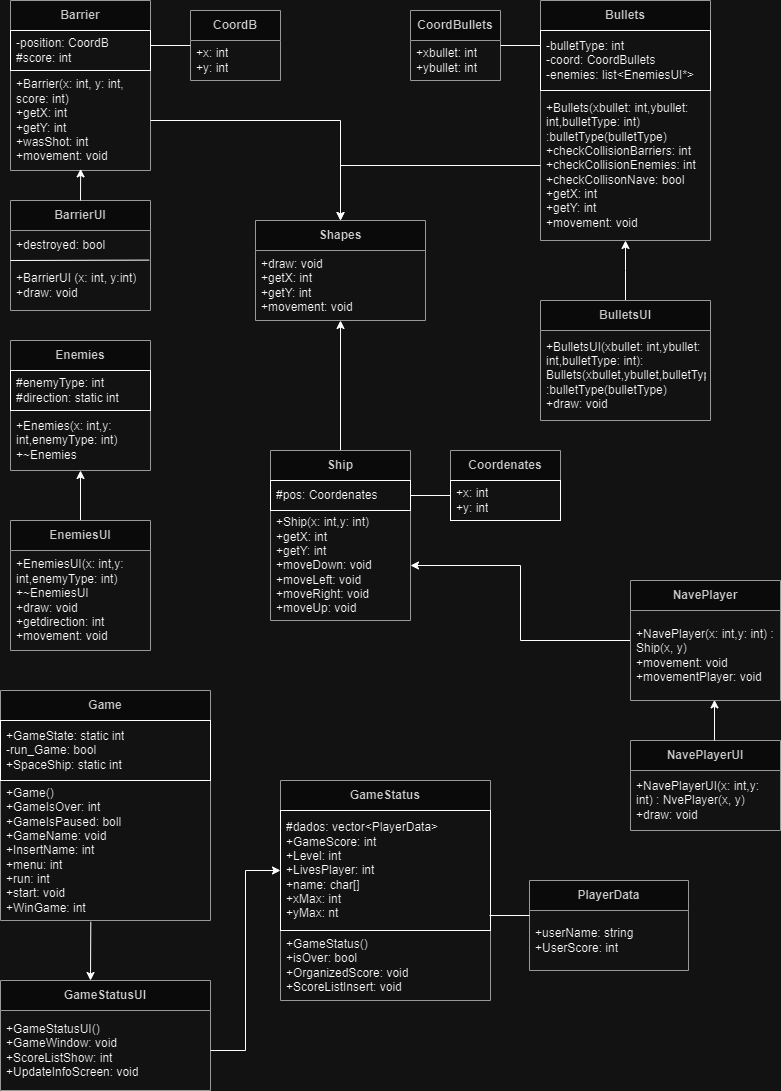 Barrier
-position: CoordB
#score: int
+Barrier(x: int, y: int,
score: int)
+getX: int
+getY: int
+wasShot: int
+movement: void
CoordB
+x: int
+y: int
CoordBullets
+xbullet: int
+ybullet: int
Bullets
-bulletType: int
-coord: CoordBullets
-enemies: list<EnemiesUI*>
+Bullets(xbullet: int,ybullet:
int,bulletType: int)
:bulletType(bulletType)
+checkCollisionBarriers: int
+checkCollisionEnemies: int
+checkCollisonNave: bool
+getX: int
+getY: int
+movement: void
BarrierUI
+destroyed: bool
+BarrierUI (x: int, y:int)
+draw: void
Shapes
+draw: void
+getX: int
+getY: int
+movement: void
BulletsUI
+BulletsUI(xbullet: int,ybullet:
int,bulletType: int):
Bullets(xbullet,ybullet,bulletTyp
:bulletType(bulletType)
+draw: void
Enemies
#enemyType: int
#direction: static int
+Enemies(x: int,y:
int,enemyType: int)
+~Enemies
EnemiesUI
+EnemiesUI(x: int,y:
int,enemyType: int)
+~EnemiesUI
+draw: void
+getdirection: int
+movement: void
Ship
#pos: Coordenates
+Ship(x: int,y: int)
+getX: int
+getY: int
+moveDown: void
+moveLeft: void
+moveRight: void
+moveUp: void
Coordenates
+x: int
+y: int
NavePlayer
+NavePlayer(x: int,y: int) :
Ship(x, y)
+movement: void
+movementPlayer: void
NavePlayerUI
+NavePlayerUI(x: int,y:
int) : NvePlayer(x, y)
+draw: void
Game
+GameState: static int
-run_Game: bool
+SpaceShip: static int
+Game()
+GameIsOver: int
+GameIsPaused: boll
+GameName: void
+InsertName: int
+menu: int
+run: int
+start: void
+WinGame: int
GameStatus
#dados: vector<PlayerData>
+GameScore: int
+Level: int
+LivesPlayer: int
+name: char[]
+xMax: int
+yMax: nt
+GameStatus()
+isOver: bool
+OrganizedScore: void
+ScoreListInsert: void
PlayerData
+userName: string
+UserScore: int
GameStatusUI
+GameStatusUI()
+GameWindow: void
+ScoreListShow: int
+UpdateInfoScreen: void